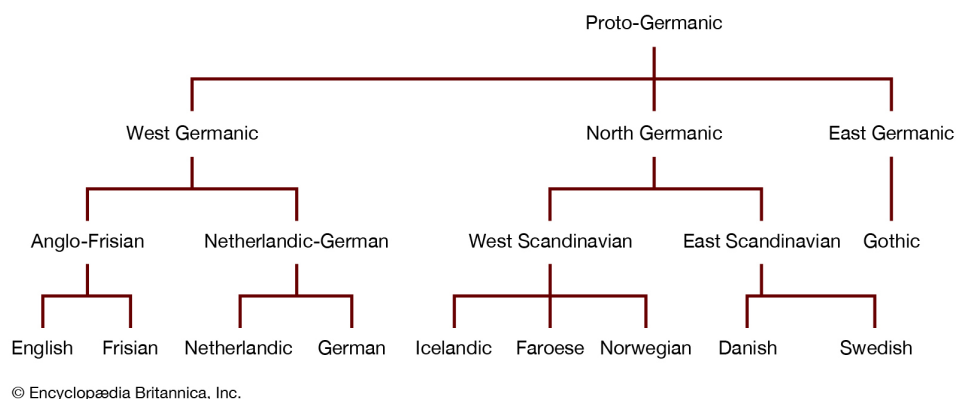 Proto-Germanic
West Germanic North Germanic East Germanic
Anglo-Frisian Netherlandic-German West Scandinavian East Scandinavian Gothic
English Frisian Netherlandic German Icelandic Faroese Norwegian Danish Swedish
© Encyclopædia Britannica, Inc.